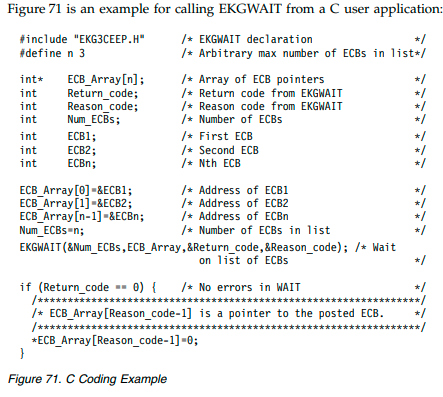 Figure 71 is an example for calling EKGWAIT from a C user application:
#include "EKG3CEEP.H" /* EKGWAIT declaration */
#define n 3 /* Arbitrary max number of ECBs in list*/
int* ECB_Array[n]; /* Array of ECB pointers */
int Return_code; /* Return code from EKGWAIT */
int Reason_code; /* Reason code from EKGWAIT */
int Num_ECBs; /* Number of ECBs */
int ECB1; /* First ECB */
int ECB2; /* Second ECB */
int ECBn; /* Nth ECB */
ECB_Array[0]=&ECB1; /* Address of ECB1 */
ECB_Array[1]=&ECB2; /* Address of ECB2 */
ECB_Array[n-1]=&ECBn; /* Address of ECBn */
Num_ECBs=n; /* Number of ECBs in list */
EKGWAIT(&Num_ECBs,ECB_Array,&Return_code,&Reason_code); /* Wait
on list of ECBs */
if (Return_code == 0) { /* No errors in WAIT */
/*********************************************************/
/* ECB_Array[Reason_code-1] is a pointer to the posted ECB. */
/*********************************************************/
*ECB_Array[Reason_code-1]=0;
}
Figure 71. C Coding Example